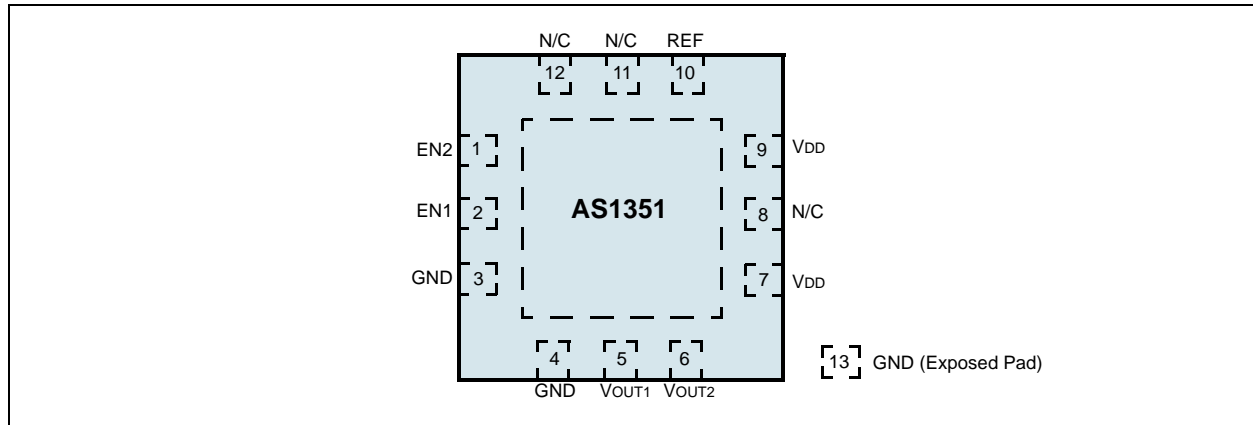 N/C N/C REF
12 11 10
EN2 1 9 VDD
EN1 2 AS1351 8 N/C
GND 3 7 VDD
4 5 6
GND VOUT1 VOUT2
13 GND (Exposed Pad)